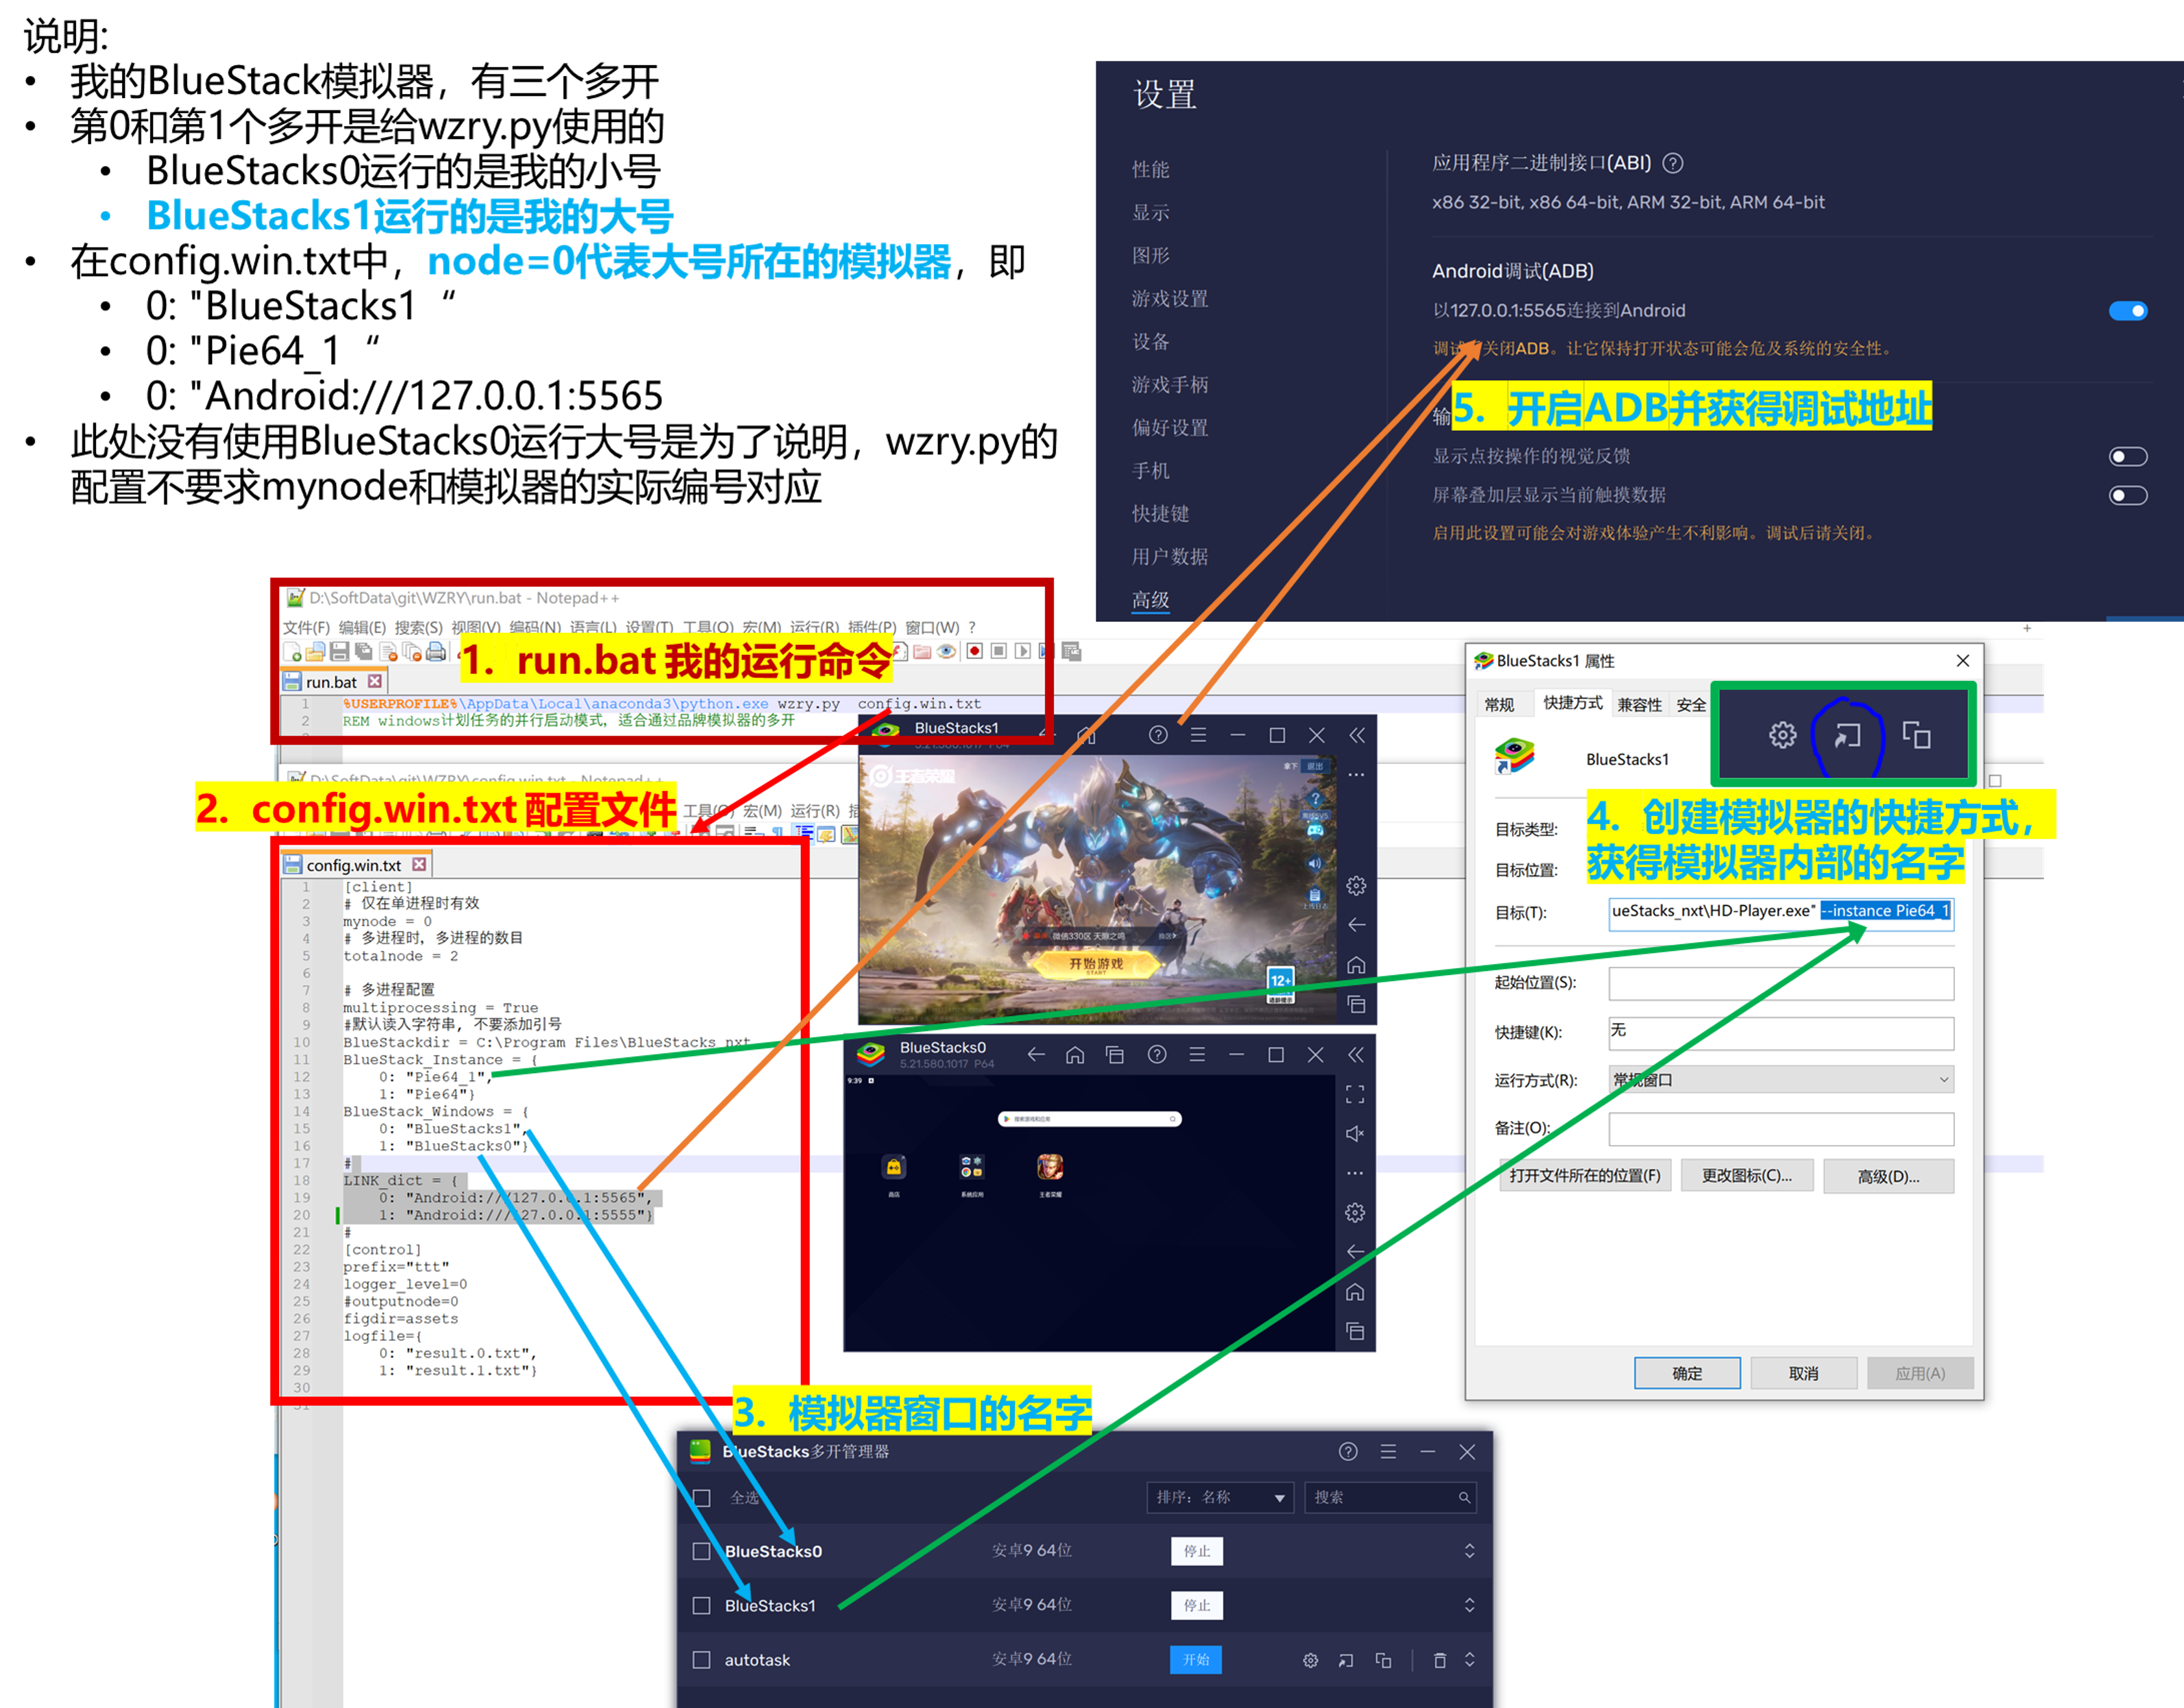 说明:
• 我的BlueStack模拟器，有三个多开
• 第0和第1个多开是给wzry.py使用的
• BlueStacks0运行的是我的小号
• BlueStacks1运行的是我的大号
• 在config.win.txt中，node=0代表大号所在的模拟器，即
• 0: "BlueStacks1 “
• 0: "Pie64_1 “
• 0: "Android:///127.0.0.1:5565
• 此处没有使用BlueStacks0运行大号是为了说明，wzry.py的
配置不要求mynode和模拟器的实际编号对应
设置
性能
显示
图形
游戏设置
设备
游戏手柄
偏好设置
手机
快捷键
用户数据
高级
应用程序二进制接口(ABI)
x86 32-bit, x86 64-bit, ARM 32-bit, ARM 64-bit
Android调试(ADB)
以127.0.0.1:5565连接到Android
调试 关闭ADB。让它保持打开状态可能会危及系统的安全性。
输
5. 开启ADB并获得调试地址
显示点按操作的视觉反馈
屏幕叠加层显示当前触摸数据
启用此设置可能会对游戏体验产生不利影响。调试后请关闭。
D:\SoftData\git\WZRY\run.bat - Notepad++
文件(F) 编辑(E) 搜索(S) 视图(V) 编码(N) 语言(L) 设置(T) 工具(O) 宏(M) 运行(R) 插件(P) 窗口(W) ?
1. run.bat 我的运行命令
run.bat
1 %USERPROFILE%\AppData\Local\anaconda3\python.exe wzry.py config.win.txt
2 REM windows计划任务的并行启动模式，适合通过品牌模拟器的多开
D:\SoftData\git\WZRY\config.win.txt - Notepad++
2. config.win.txt 配置文件
工具(O) 宏(M) 运行(R)
config.win.txt
1 [client]
2 # 仅在单进程时有效
3 mynode = 0
4 # 多进程时, 多进程的数目
5 totalnode = 2
6
7 # 多进程配置
8 multiprocessing = True
9 #默认读入字符串, 不要添加引号
10 BlueStackdir = C:\Program Files\BlueStacks_nxt
11 BlueStack_Instance = {
12 0: "Pie64_1",
13 1: "Pie64"}
14 BlueStack_Windows = {
15 0: "BlueStacks1",
16 1: "BlueStacks0"}
17 #
18 LINK_dict = {
19 0: "Android:///127.0.0.1:5565",
20 1: "Android:///127.0.0.1:5555"}
21 #
22 [control]
23 prefix="ttt"
24 logger_level=0
25 #outputnode=0
26 figdir=assets
27 logfile={
28 0: "result.0.txt",
29 1: "result.1.txt"}
30
31
BlueStacks1
5.21.580.1017 P64
王者荣耀
退出
微信330区 天赐之鸣
换区
开始游戏
START
12+
BlueStacks0
5.21.580.1017 P64
9:39
搜索游戏和应用
商店
系统应用
王者荣耀
BlueStacks1 属性
常规 快捷方式 兼容性 安全
BlueStacks1
4. 创建模拟器的快捷方式，
获得模拟器内部的名字
目标类型:
目标位置:
目标(T): ueStacks_nxt\HD-Player.exe" --instance Pie64_1
起始位置(S):
快捷键(K): 无
运行方式(R): 常规窗口
备注(O):
打开文件所在的位置(F) 更改图标(C)... 高级(D)...
确定 取消 应用(A)
3. 模拟器窗口的名字
BlueStacks多开管理器
全选 排序: 名称 搜索
BlueStacks0 安卓9 64位 停止
BlueStacks1 安卓9 64位 停止
autotask 安卓9 64位 开始